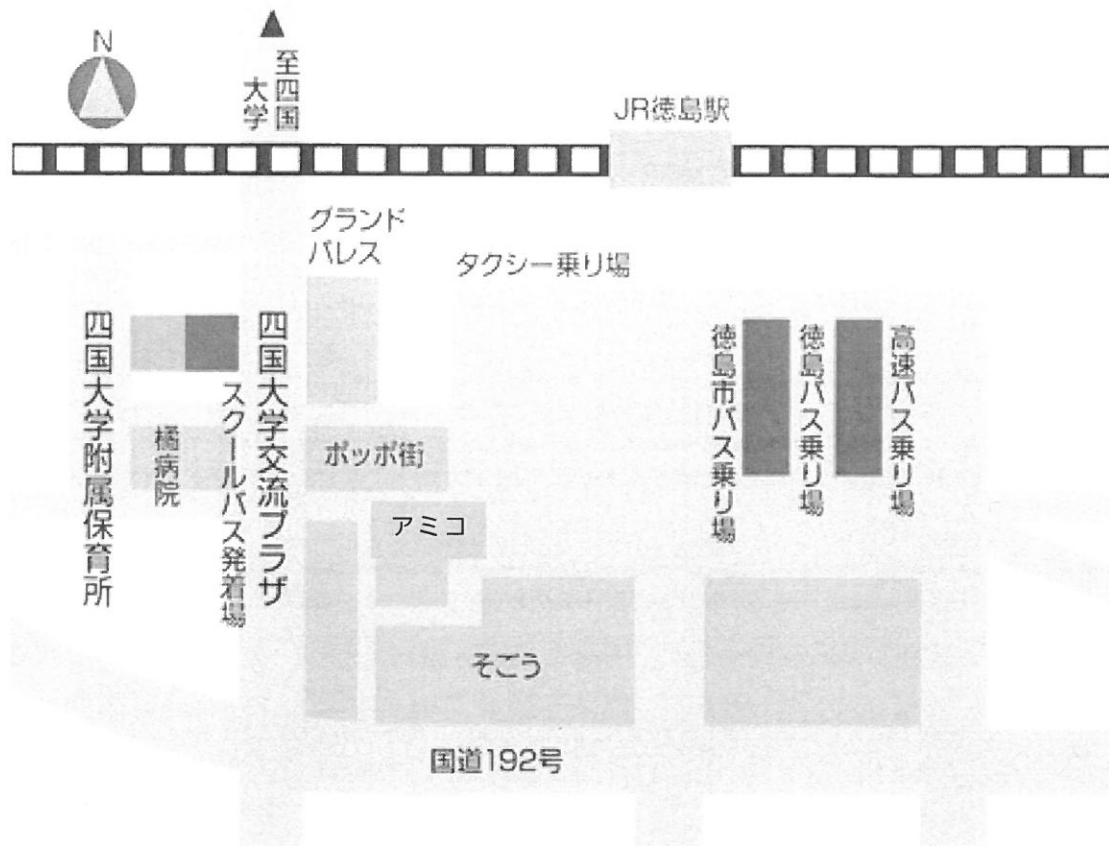 N
至四国
大学
JR徳島駅
グランド
パレス
タクシー乗り場
四国大学附属保育所
橘病院
四国大学交流プラザ
スクールバス発着場
ポッポ街
アミコ
そごう
徳島市バス乗り場
徳島バス乗り場
高速バス乗り場
国道192号